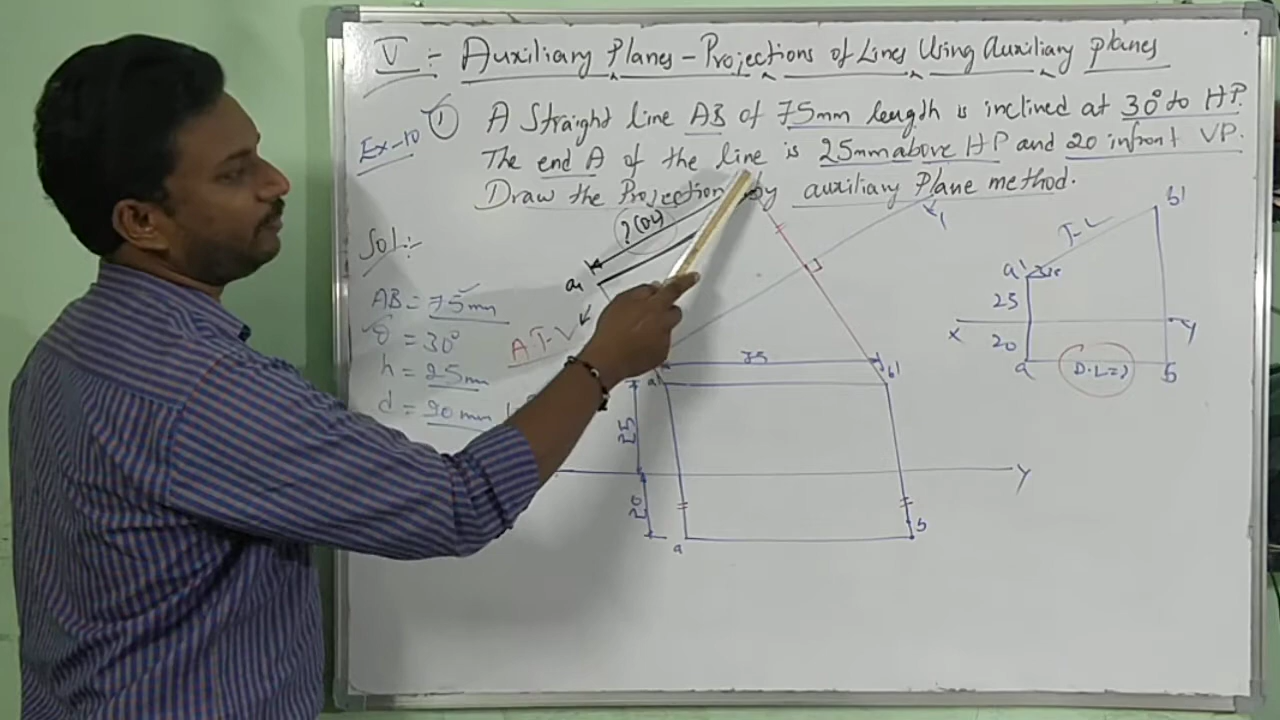 V :- Auxiliary Planes - Projections of Lines Using Auxiliary planes
Ex-10 1) A Straight line AB of 75mm length is inclined at 30° to HP.
The end A of the line is 25mm above HP and 20 infront VP.
Draw the Projection by auxiliary Plane method.
Sol :-
AB = 75mm
θ = 30°
h = 25mm
d = 20mm
A T.V
a₁
75
a'
b'
25
20
a
b
Y
b'
T.L
a'
25
X
Y
20
a
D.L=?
b